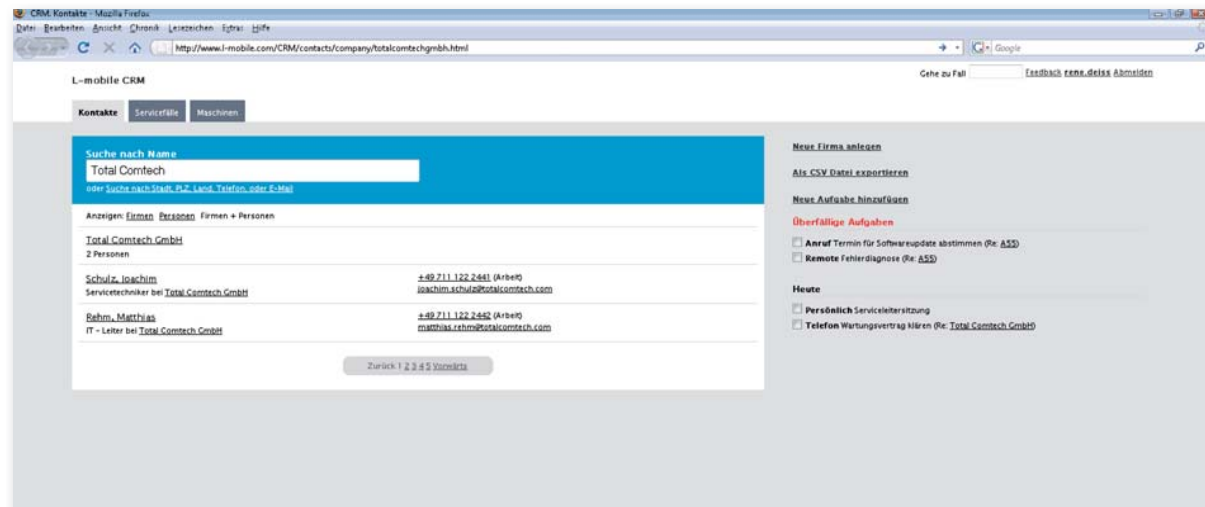 CRM. Kontakte - Mozilla Firefox
Datei Bearbeiten Ansicht Chronik Lesezeichen Extras Hilfe
http://www.l-mobile.com/CRM/contacts/company/totalcomtechgmbh.html
Google
L-mobile CRM
Gehe zu Fall
Feedback rene.deiss Abmelden
Kontakte Servicefälle Maschinen
Suche nach Name
Total Comtech
oder Suche nach Stadt, PLZ, Land, Telefon, oder E-Mail
Anzeigen: Firmen Personen Firmen + Personen
Total Comtech GmbH
2 Personen
Schulz, Joachim
Servicetechniker bei Total Comtech GmbH
+49 711 122 2441 (Arbeit)
joachim.schulz@totalcomtech.com
Rehm, Matthias
IT - Leiter bei Total Comtech GmbH
+49 711 122 2442 (Arbeit)
matthias.rehm@totalcomtech.com
Zurück 1 2 3 4 5 Vorwärts
Neue Firma anlegen
Als CSV Datei exportieren
Neue Aufgabe hinzufügen
Überfällige Aufgaben
Anruf Termin für Softwareupdate abstimmen (Re: A55)
Remote Fehlerdiagnose (Re: A55)
Heute
Persönlich Serviceleitersitzung
Telefon Wartungsvertrag klären (Re: Total Comtech GmbH)